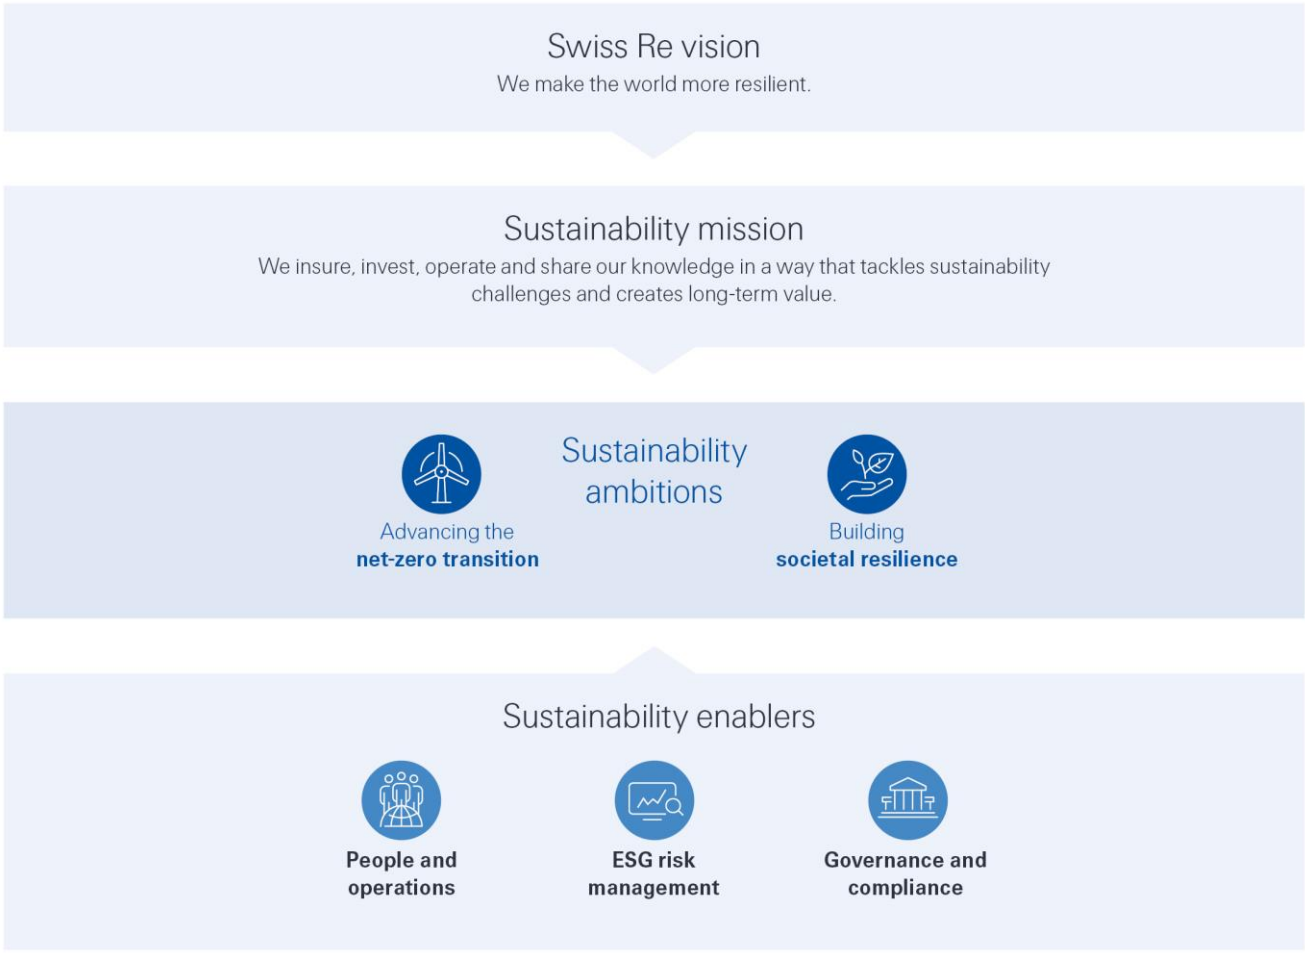 Swiss Re vision
We make the world more resilient.
Sustainability mission
We insure, invest, operate and share our knowledge in a way that tackles sustainability
challenges and creates long-term value.
Sustainability
ambitions
Advancing the
net-zero transition
Building
societal resilience
Sustainability enablers
People and
operations
ESG risk
management
Governance and
compliance